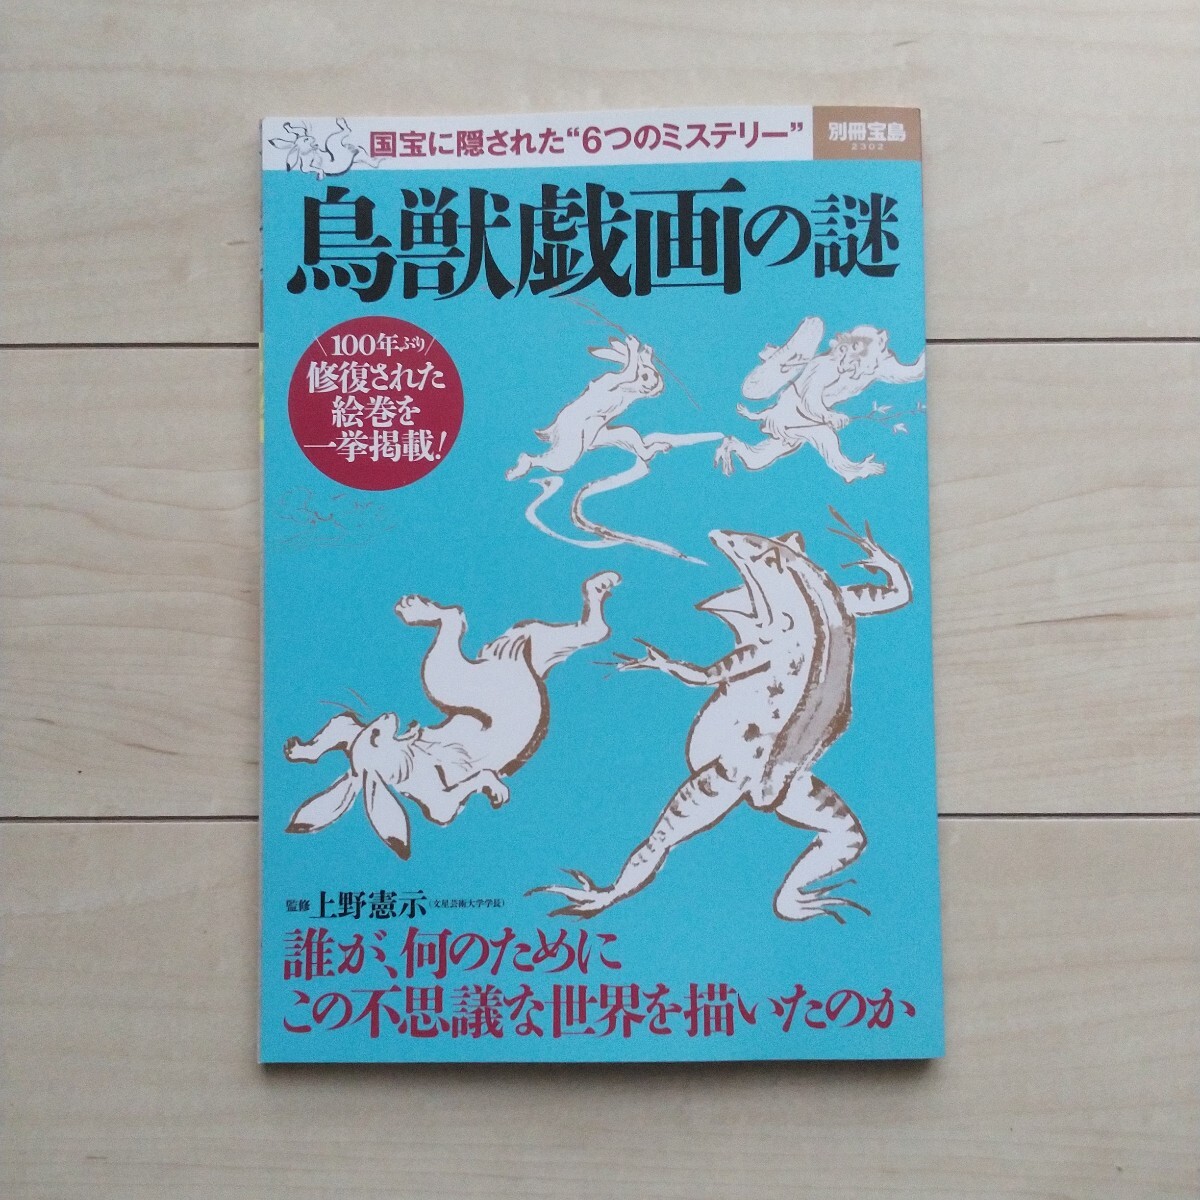 国宝に隠された“6つのミステリー”
別冊宝島
2302
鳥獣戯画の謎
100年ぶり
修復された
絵巻を
一挙掲載!
監修 上野憲示(文星芸術大学学長)
誰が、何のために
この不思議な世界を描いたのか